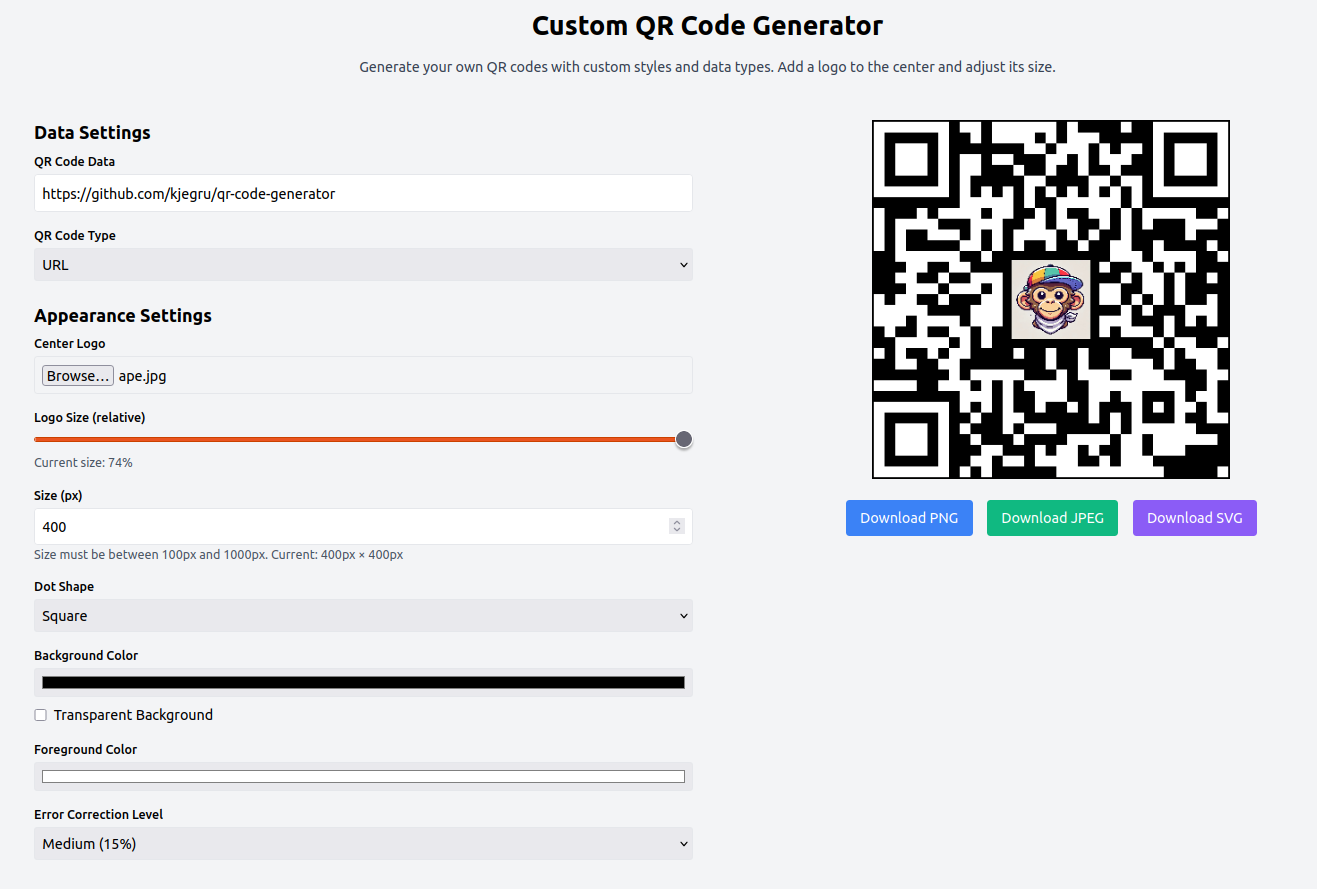 Custom QR Code Generator
Generate your own QR codes with custom styles and data types. Add a logo to the center and adjust its size.
Data Settings
QR Code Data
https://github.com/kjegru/qr-code-generator
QR Code Type
URL
Appearance Settings
Center Logo
Browse... ape.jpg
Logo Size (relative)
Current size: 74%
Size (px)
400
Size must be between 100px and 1000px. Current: 400px × 400px
Dot Shape
Square
Background Color
Transparent Background
Foreground Color
Error Correction Level
Medium (15%)
Download PNG Download JPEG Download SVG